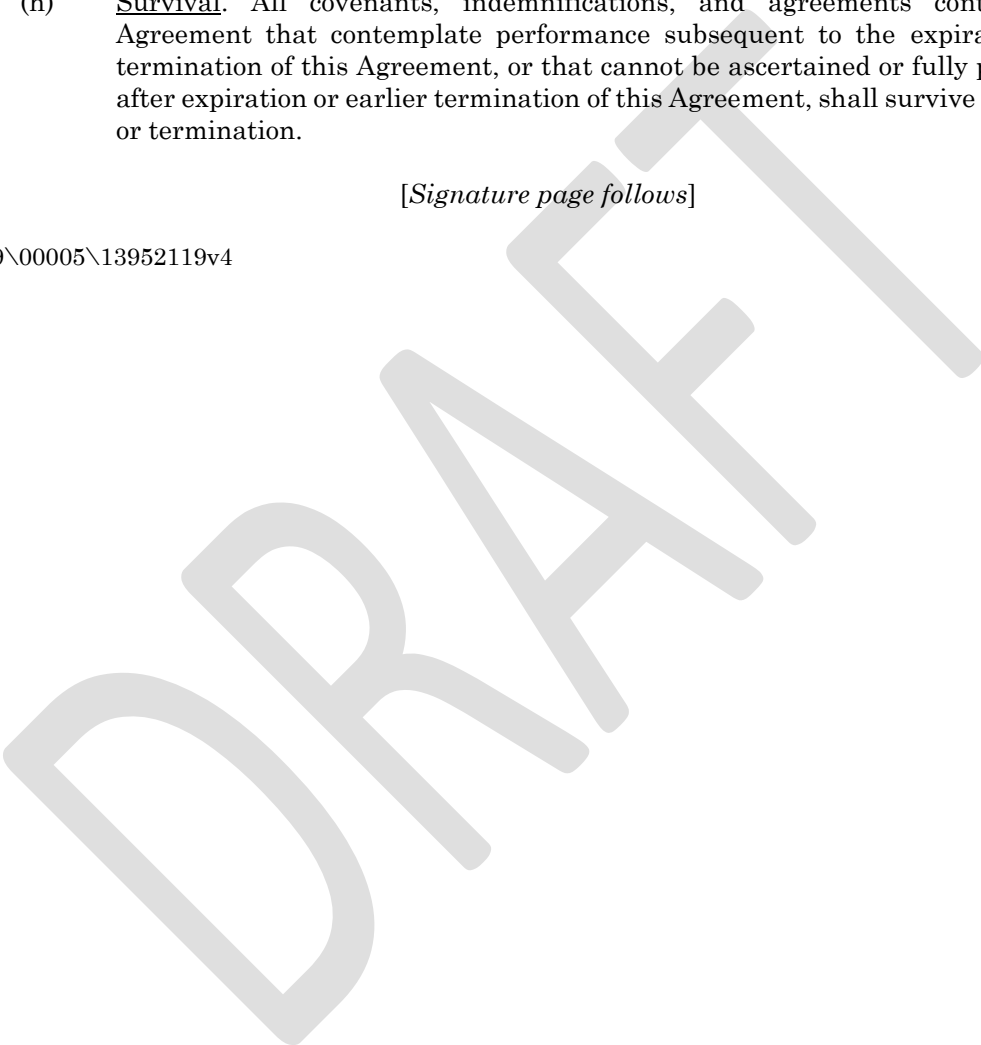 (h) Survival. All covenants, indemnifications, and agreements
Agreement that contemplate performance subsequent to the
termination of this Agreement, or that cannot be ascertained or fully
after expiration or earlier termination of this Agreement, shall survive
or termination.
[Signature page follows]
\00005\13952119v4
DRAFT